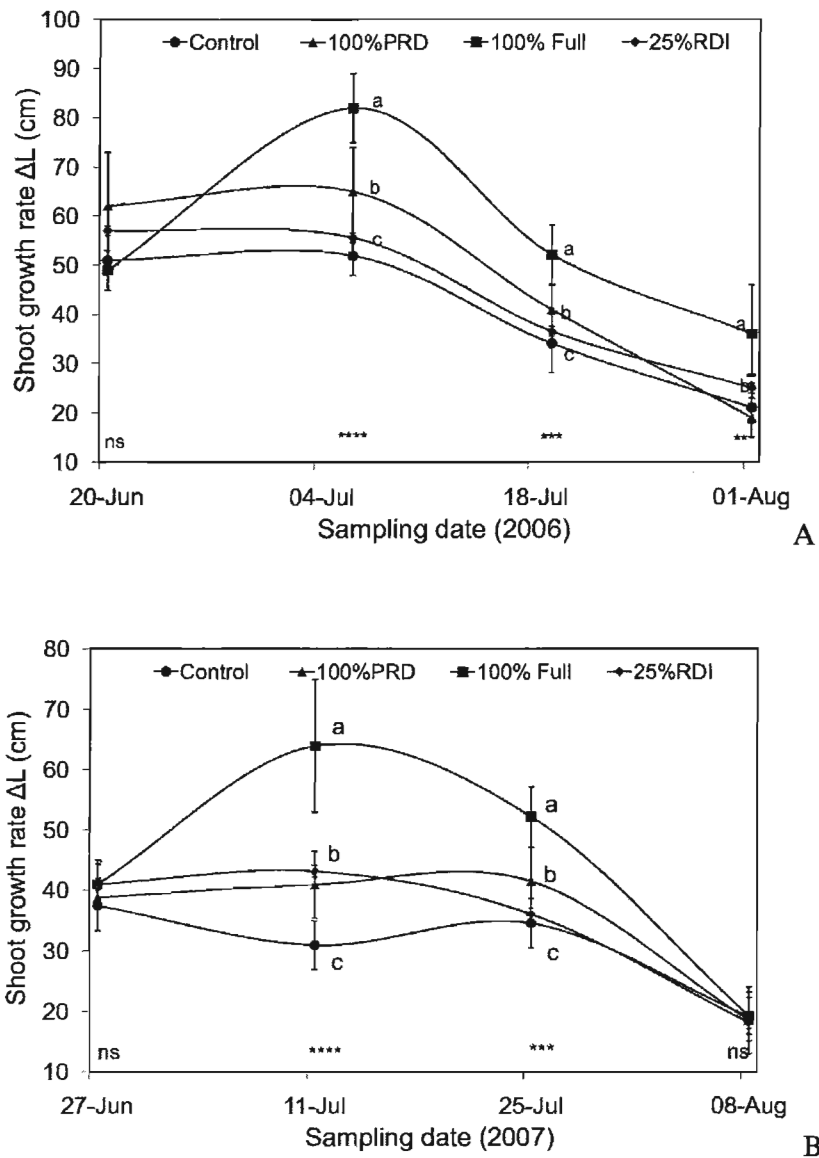 100
Control 100%PRD 100% Full 25%RDI
90
80
70
60
50
40
30
20
10
Shoot growth rate ΔL (cm)
a
b
c
a
b
c
a
b
ns **** *** **
20-Jun 04-Jul 18-Jul 01-Aug
Sampling date (2006)
A
80
Control 100%PRD 100% Full 25%RDI
70
60
50
40
30
20
10
Shoot growth rate ΔL (cm)
a
b
c
a
b
c
ns **** *** ns
27-Jun 11-Jul 25-Jul 08-Aug
Sampling date (2007)
B